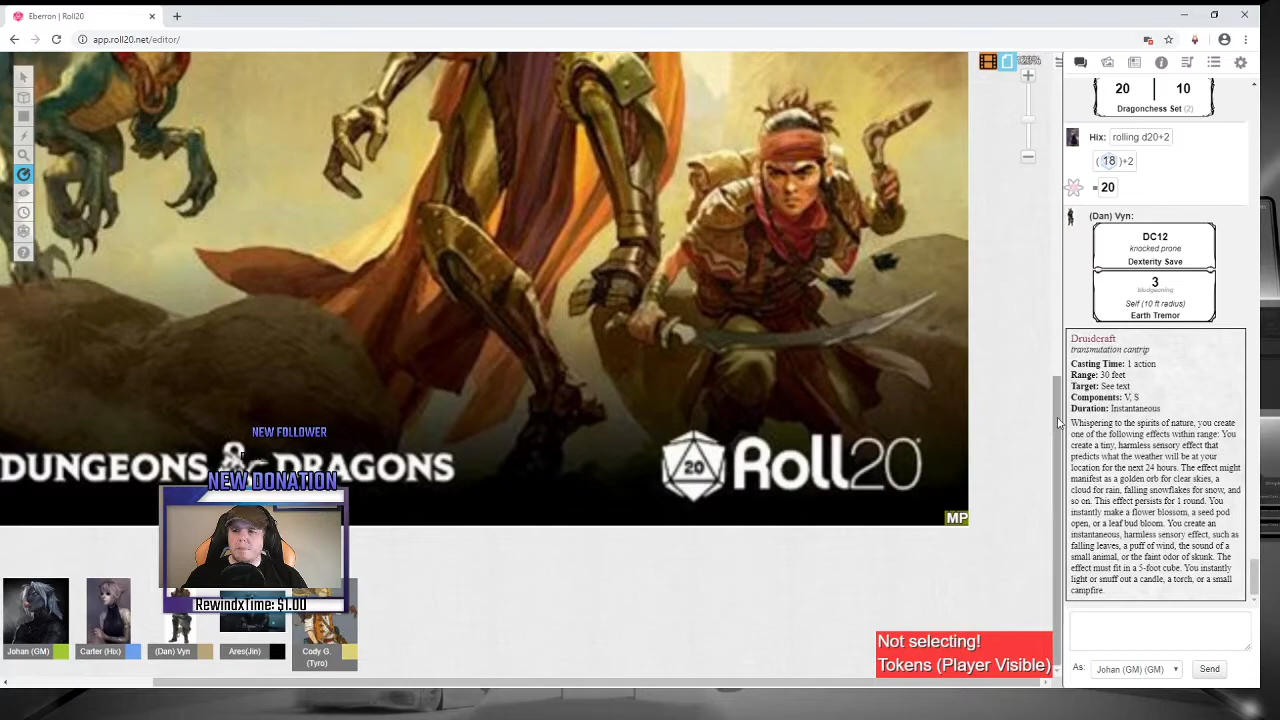 Eberron | Roll20
app.roll20.net/editor/
20
10
Dragonchess Set (2)
Hix: rolling d20+2
(18)+2
= 20
(Dan) Vyn:
DC12
knocked prone
Dexterity Save
3
bludgeoning
Self (10 ft radius)
Earth Tremor
Druidcraft
transmutation cantrip
Casting Time: 1 action
Range: 30 feet
Target: See text
Components: V, S
Duration: Instantaneous
Whispering to the spirits of nature, you create
one of the following effects within range: You
create a tiny, harmless sensory effect that
predicts what the weather will be at your
location for the next 24 hours. The effect might
manifest as a golden orb for clear skies, a
cloud for rain, falling snowflakes for snow, and
so on. This effect persists for 1 round. You
instantly make a flower blossom, a seed pod
open, or a leaf bud bloom. You create an
instantaneous, harmless sensory effect, such as
falling leaves, a puff of wind, the sound of a
small animal, or the faint odor of skunk. The
effect must fit in a 5-foot cube. You instantly
light or snuff out a candle, a torch, or a small
campfire.
NEW FOLLOWER
DUNGEONS & DRAGONS
NEW DONATION
20
Roll20
MP
RewindxTime: $1.00
Johan (GM)
Carter (Hix)
(Dan) Vyn
Ares(Jin)
Cody G.
(Tyro)
Not selecting!
Tokens (Player Visible)
As:
Johan (GM) (GM)
Send